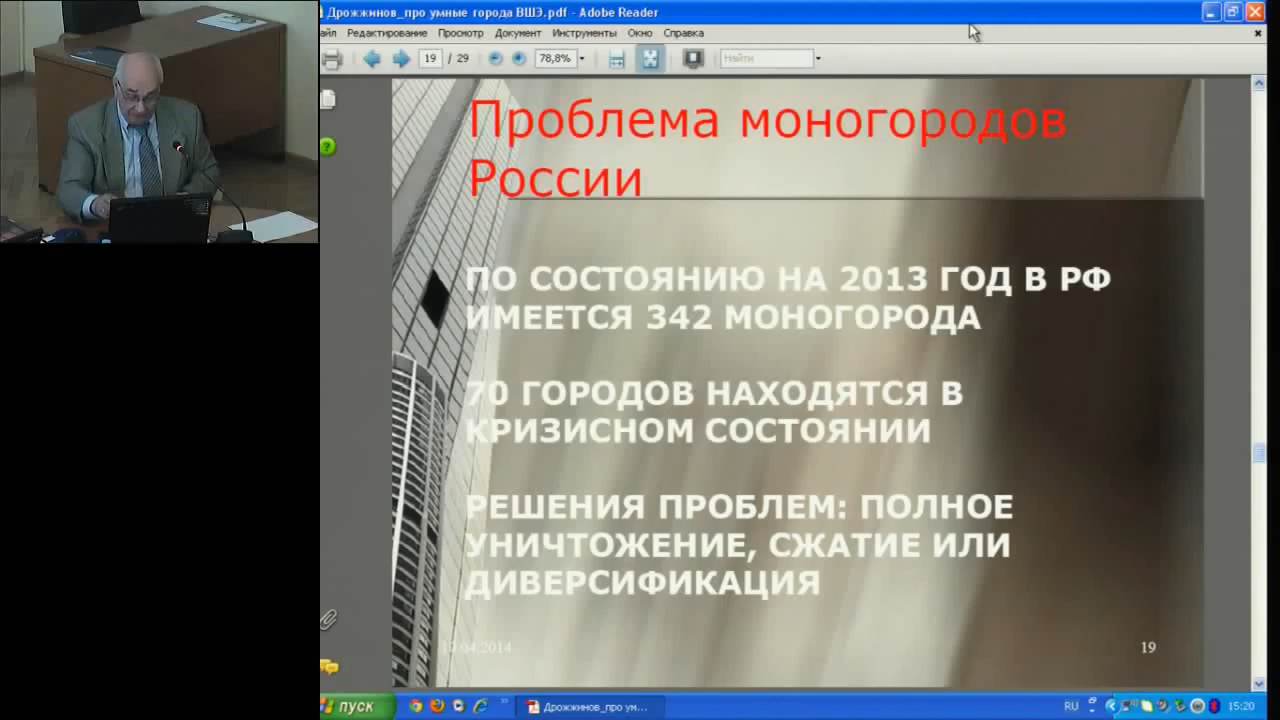 Дрожжинов_про умные города ВШЭ.pdf - Adobe Reader
айл Редактирование Просмотр Документ Инструменты Окно Справка
19 / 29 78,8% Найти
Проблема моногородов
России
ПО СОСТОЯНИЮ НА 2013 ГОД В РФ
ИМЕЕТСЯ 342 МОНОГОРОДА
70 ГОРОДОВ НАХОДЯТСЯ В
КРИЗИСНОМ СОСТОЯНИИ
РЕШЕНИЯ ПРОБЛЕМ: ПОЛНОЕ
УНИЧТОЖЕНИЕ, СЖАТИЕ ИЛИ
ДИВЕРСИФИКАЦИЯ
19
пуск Дрожжинов_про ум... RU 15:20